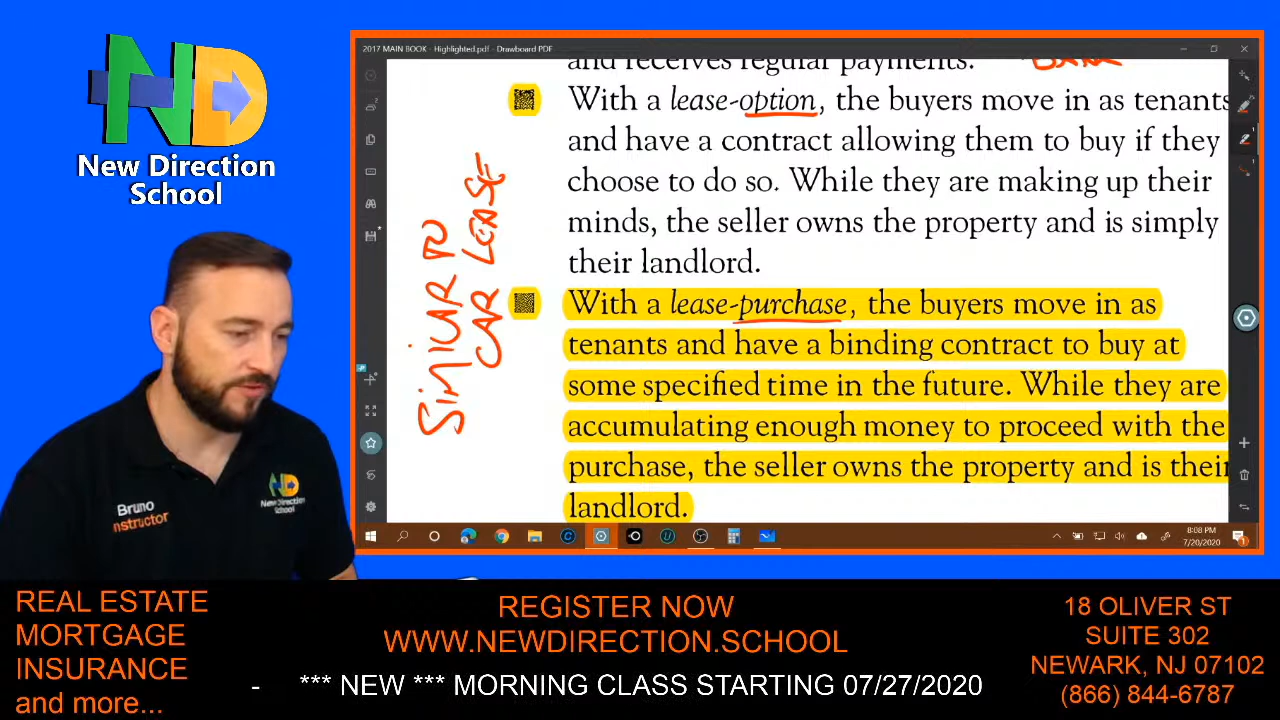 ND
New Direction
School
2017 MAIN BOOK - Highlighted.pdf - Drawboard PDF
and receives regular payments.
BANK
With a lease-option, the buyers move in as tenants
and have a contract allowing them to buy if they
choose to do so. While they are making up their
minds, the seller owns the property and is simply
their landlord.
SIMILAR TO
CAR LEASE
With a lease-purchase, the buyers move in as
tenants and have a binding contract to buy at
some specified time in the future. While they are
accumulating enough money to proceed with the
purchase, the seller owns the property and is their
landlord.
8:08 PM
7/20/2020
Bruno
nstructor
ND
New Direction
School
REAL ESTATE
MORTGAGE
INSURANCE
and more...
REGISTER NOW
WWW.NEWDIRECTION.SCHOOL
- *** NEW *** MORNING CLASS STARTING 07/27/2020
18 OLIVER ST
SUITE 302
NEWARK, NJ 07102
(866) 844-6787